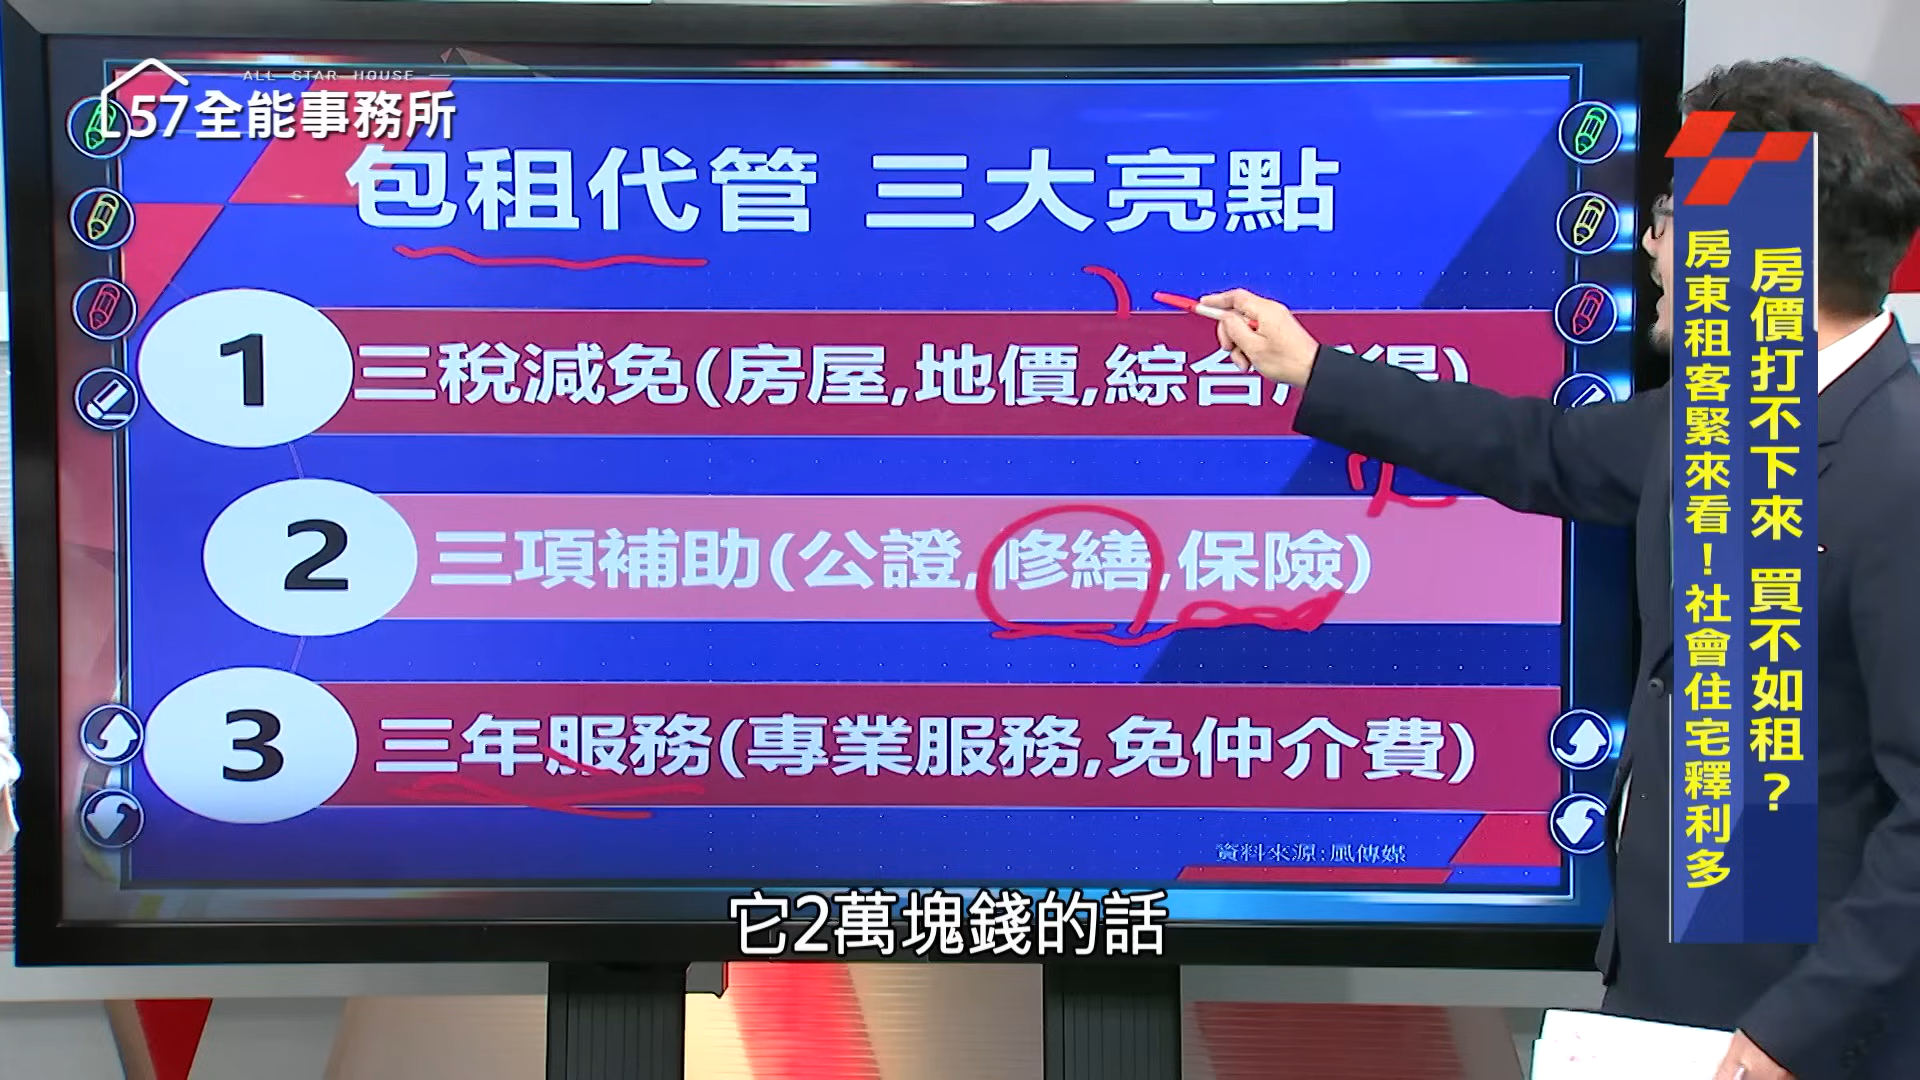 ALL STAR HOUSE
57全能事務所
包租代管 三大亮點
1 三稅減免(房屋,地價,綜合,得)
2 三項補助(公證,修繕,保險)
3 三年服務(專業服務,免仲介費)
資料來源:風傳媒
房價打不下來 買不如租？
房東租客緊來看！社會住宅釋利多
它2萬塊錢的話